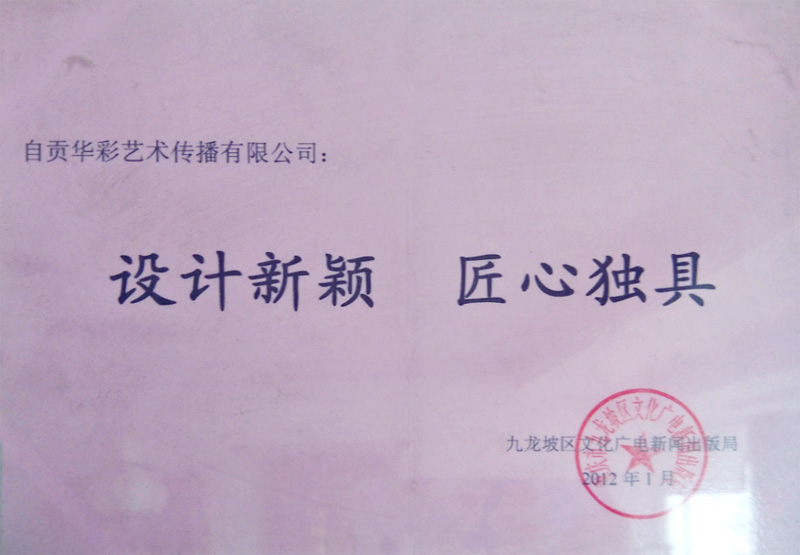 自贡华彩艺术传播有限公司：
设计新颖 匠心独具
九龙坡区文化广电新闻出版局
2012年1月